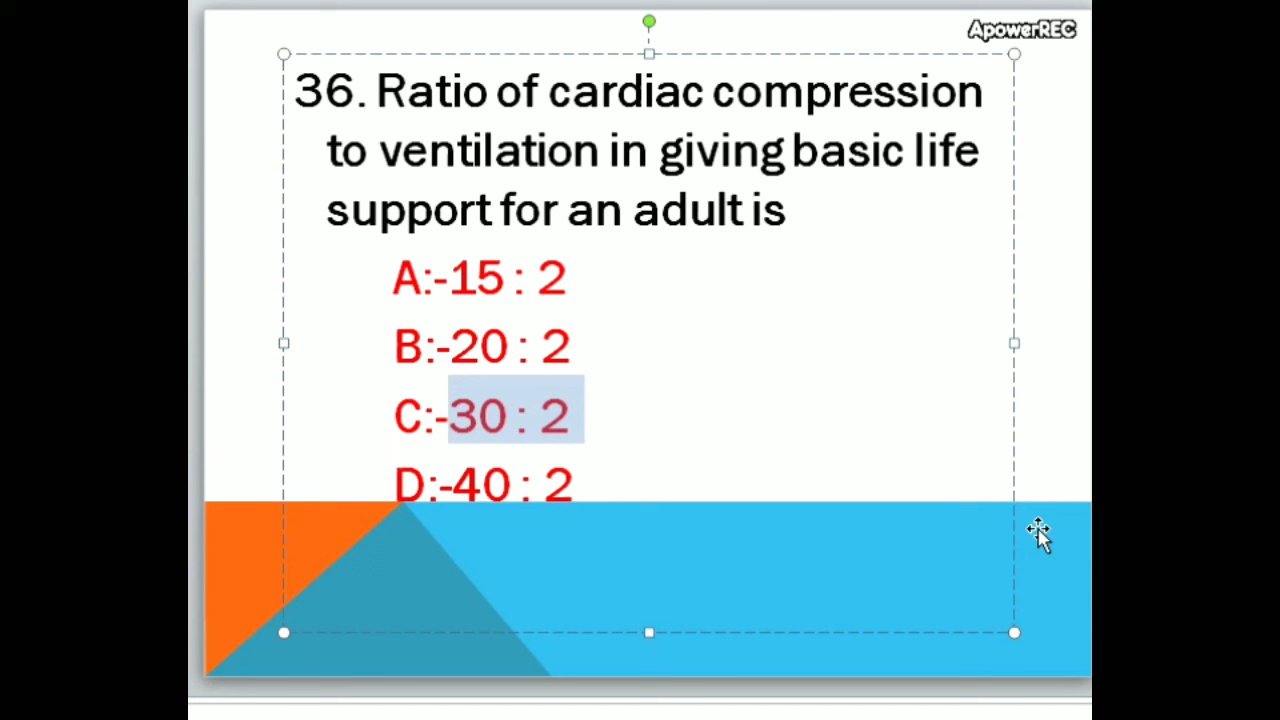 ApowerREC
36. Ratio of cardiac compression
to ventilation in giving basic life
support for an adult is
A:-15 : 2
B:-20 : 2
C:-30 : 2
D:-40 : 2